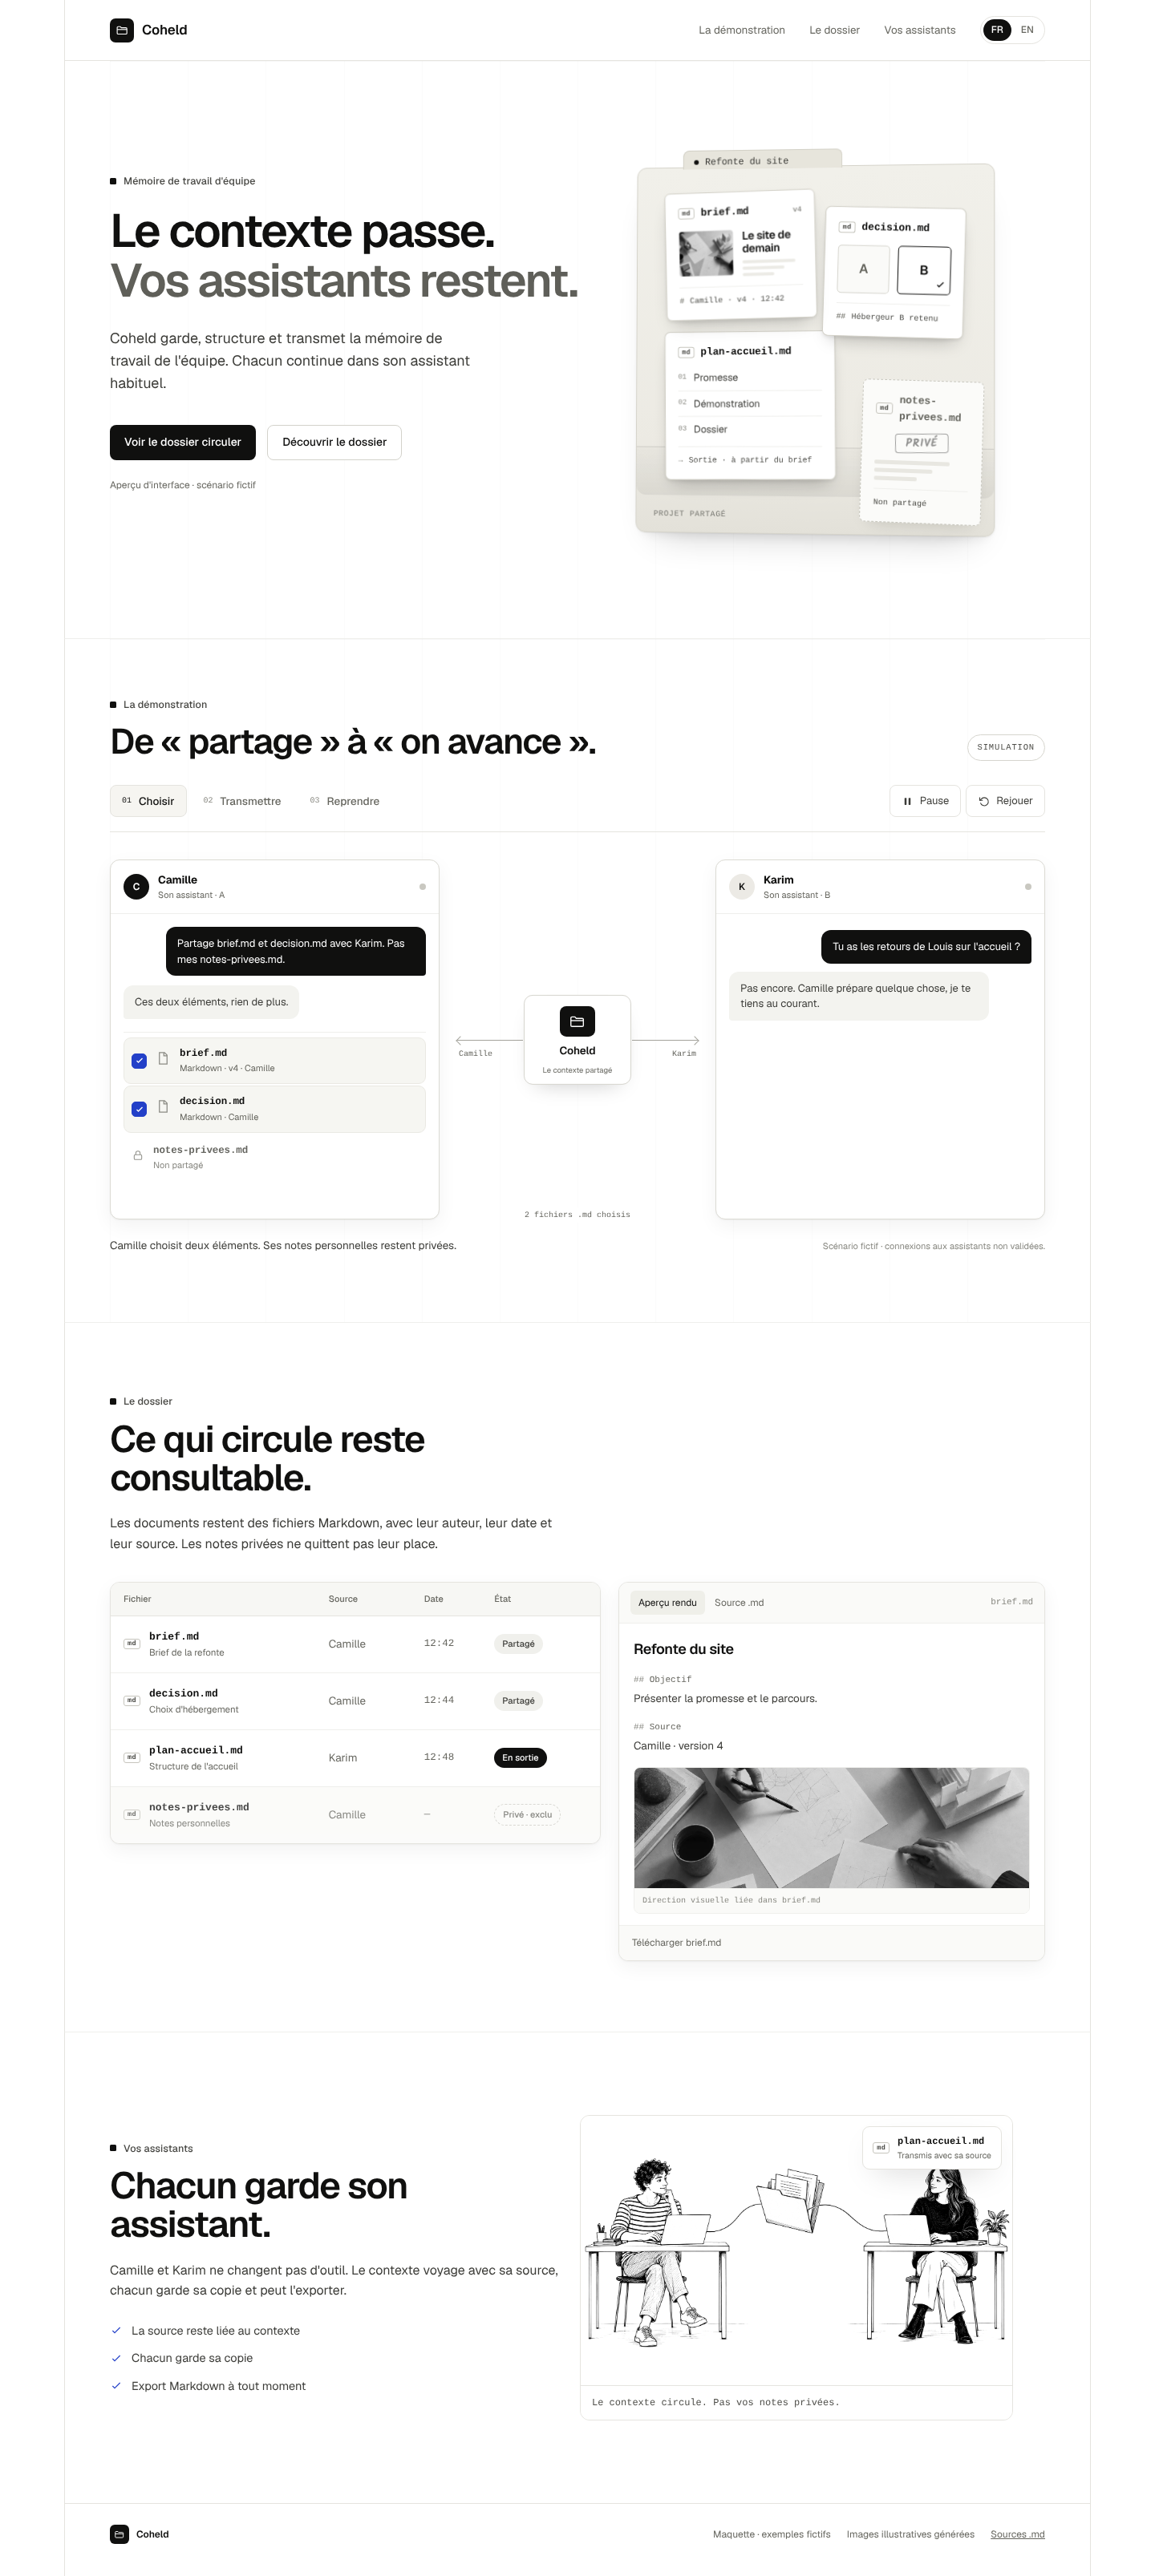 Coheld
La démonstration
Le dossier
Vos assistants
FR
EN
Mémoire de travail d'équipe
Le contexte passe.
Vos assistants restent.
Coheld garde, structure et transmet la mémoire de
travail de l'équipe. Chacun continue dans son assistant
habituel.
Voir le dossier circuler
Découvrir le dossier
Aperçu d'interface · scénario fictif
Refonte du site
md brief.md v4
Le site de
demain
# Camille · v4 · 12:42
md decision.md
A
B
## Hébergeur B retenu
md plan-accueil.md
01 Promesse
02 Démonstration
03 Dossier
→ Sortie · à partir du brief
md notes-
privees.md
PRIVÉ
Non partagé
PROJET PARTAGÉ
La démonstration
De « partage » à « on avance ».
SIMULATION
01 Choisir
02 Transmettre
03 Reprendre
Pause
Rejouer
C
Camille
Son assistant · A
Partage brief.md et decision.md avec Karim. Pas
mes notes-privees.md.
Ces deux éléments, rien de plus.
brief.md
Markdown · v4 · Camille
decision.md
Markdown · Camille
notes-privees.md
Non partagé
Camille
Coheld
Le contexte partagé
Karim
2 fichiers .md choisis
K
Karim
Son assistant · B
Tu as les retours de Louis sur l'accueil ?
Pas encore. Camille prépare quelque chose, je te
tiens au courant.
Camille choisit deux éléments. Ses notes personnelles restent privées.
Scénario fictif · connexions aux assistants non validées.
Le dossier
Ce qui circule reste
consultable.
Les documents restent des fichiers Markdown, avec leur auteur, leur date et
leur source. Les notes privées ne quittent pas leur place.
Fichier Source Date État
md brief.md Camille 12:42 Partagé
Brief de la refonte
md decision.md Camille 12:44 Partagé
Choix d'hébergement
md plan-accueil.md Karim 12:48 En sortie
Structure de l'accueil
md notes-privees.md Camille — Privé · exclu
Notes personnelles
Aperçu rendu
Source .md
brief.md
Refonte du site
## Objectif
Présenter la promesse et le parcours.
## Source
Camille · version 4
Direction visuelle liée dans brief.md
Télécharger brief.md
Vos assistants
Chacun garde son
assistant.
Camille et Karim ne changent pas d'outil. Le contexte voyage avec sa source,
chacun garde sa copie et peut l'exporter.
La source reste liée au contexte
Chacun garde sa copie
Export Markdown à tout moment
md plan-accueil.md
Transmis avec sa source
Le contexte circule. Pas vos notes privées.
Coheld
Maquette · exemples fictifs
Images illustratives générées
Sources .md